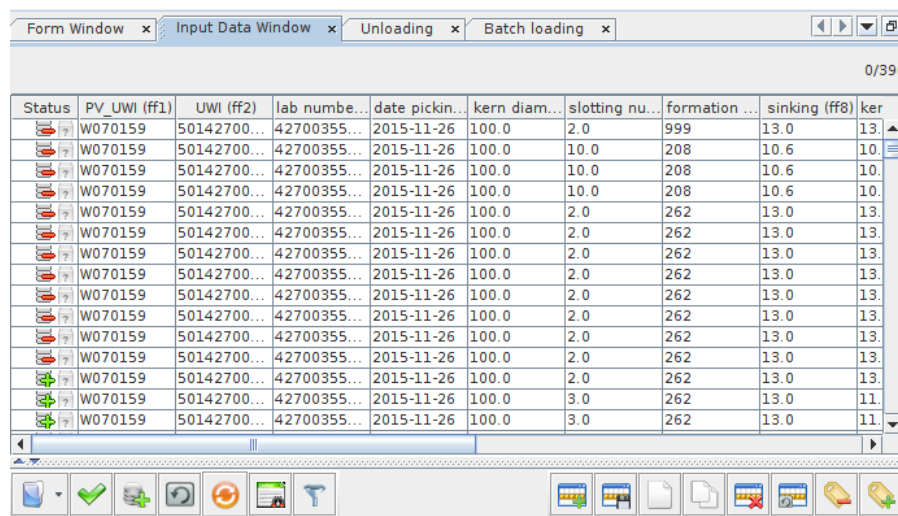 Form Window x Input Data Window x Unloading x Batch loading x
0/39
Status PV_UWI (ff1) UWI (ff2) lab numbe... date pickin... kern diam... slotting nu... formation ... sinking (ff8) ker
? W070159 50142700... 42700355... 2015-11-26 100.0 2.0 999 13.0 13.
? W070159 50142700... 42700355... 2015-11-26 100.0 10.0 208 10.6 10.
? W070159 50142700... 42700355... 2015-11-26 100.0 10.0 208 10.6 10.
? W070159 50142700... 42700355... 2015-11-26 100.0 10.0 208 10.6 10.
? W070159 50142700... 42700355... 2015-11-26 100.0 2.0 262 13.0 13.
? W070159 50142700... 42700355... 2015-11-26 100.0 2.0 262 13.0 13.
? W070159 50142700... 42700355... 2015-11-26 100.0 2.0 262 13.0 13.
? W070159 50142700... 42700355... 2015-11-26 100.0 2.0 262 13.0 13.
? W070159 50142700... 42700355... 2015-11-26 100.0 2.0 262 13.0 13.
? W070159 50142700... 42700355... 2015-11-26 100.0 2.0 262 13.0 13.
? W070159 50142700... 42700355... 2015-11-26 100.0 2.0 262 13.0 13.
? W070159 50142700... 42700355... 2015-11-26 100.0 2.0 262 13.0 13.
? W070159 50142700... 42700355... 2015-11-26 100.0 2.0 262 13.0 13.
? W070159 50142700... 42700355... 2015-11-26 100.0 3.0 262 13.0 11.
? W070159 50142700... 42700355... 2015-11-26 100.0 3.0 262 13.0 11.